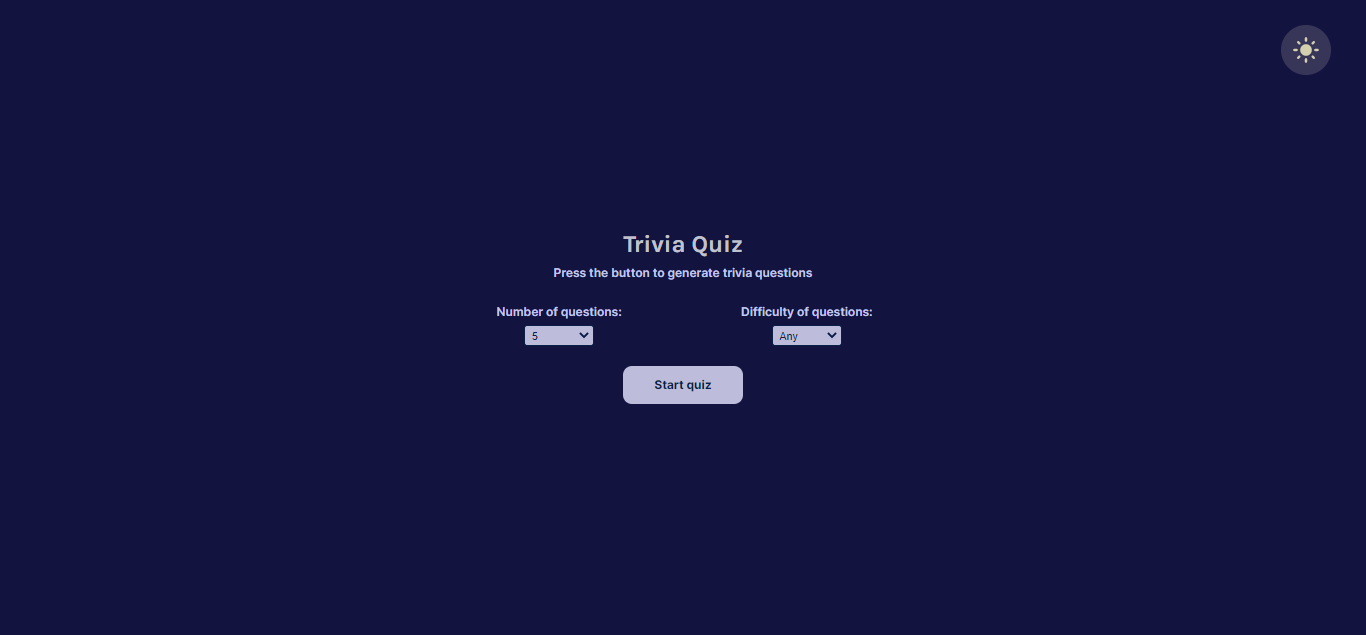 Trivia Quiz
Press the button to generate trivia questions
Number of questions: Difficulty of questions:
5 Any
Start quiz